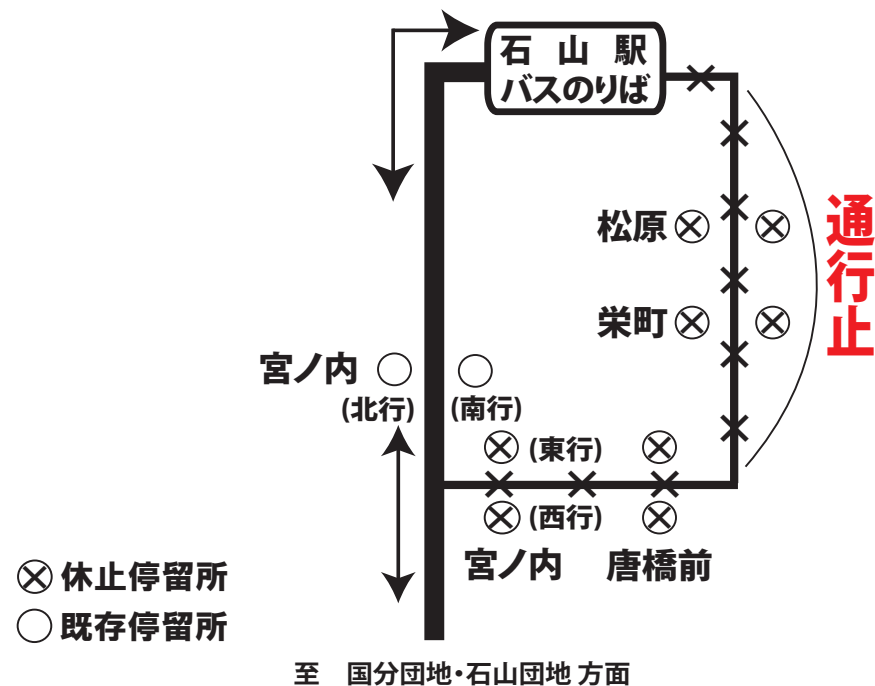 石山駅
バスのりば
通行止
松原
栄町
宮ノ内
(北行)
(南行)
(東行)
(西行)
宮ノ内
唐橋前
休止停留所
既存停留所
至 国分団地・石山団地 方面